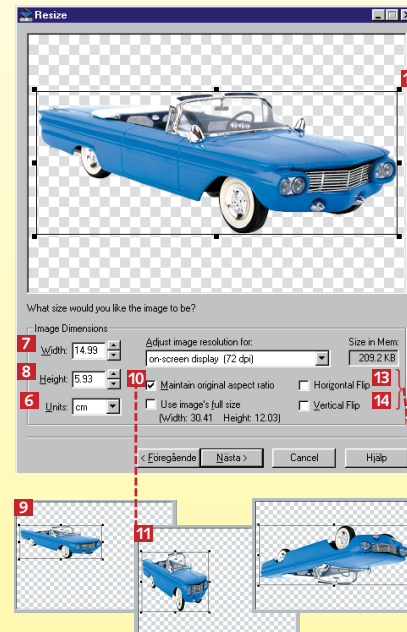 Resize
What size would you like the image to be?
Image Dimensions
7 Width: 14.99
Adjust image resolution for:
on-screen display (72 dpi)
Size in Mem:
209.2 KB
8 Height: 5.93
10 Maintain original aspect ratio
Horizontal Flip 13
6 Units: cm
Use image's full size
(Width: 30.41 Height: 12.03)
Vertical Flip 14
< Föregående
Nästa >
Cancel
Hjälp
9
11